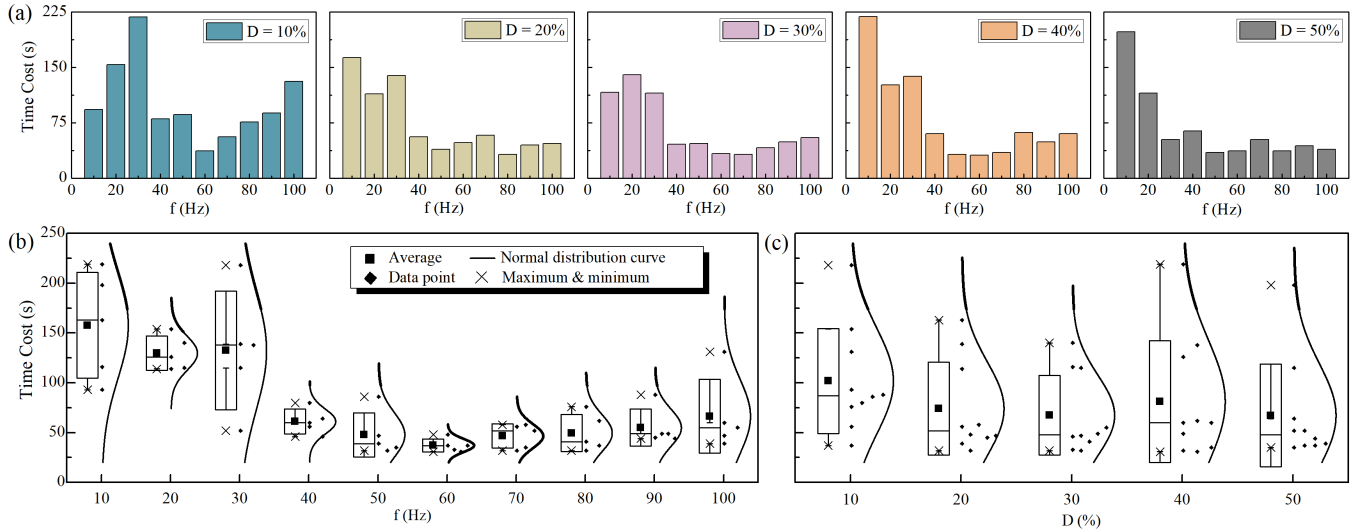 (a)
225
150
75
0
Time Cost (s)
D = 10%
D = 20%
D = 30%
D = 40%
D = 50%
0 20 40 60 80 100
0 20 40 60 80 100
0 20 40 60 80 100
0 20 40 60 80 100
0 20 40 60 80 100
f (Hz)
f (Hz)
f (Hz)
f (Hz)
f (Hz)
(b)
250
200
150
100
50
0
Time Cost (s)
Average
Normal distribution curve
Data point
Maximum & minimum
10 20 30 40 50 60 70 80 90 100
f (Hz)
(c)
10 20 30 40 50
D (%)